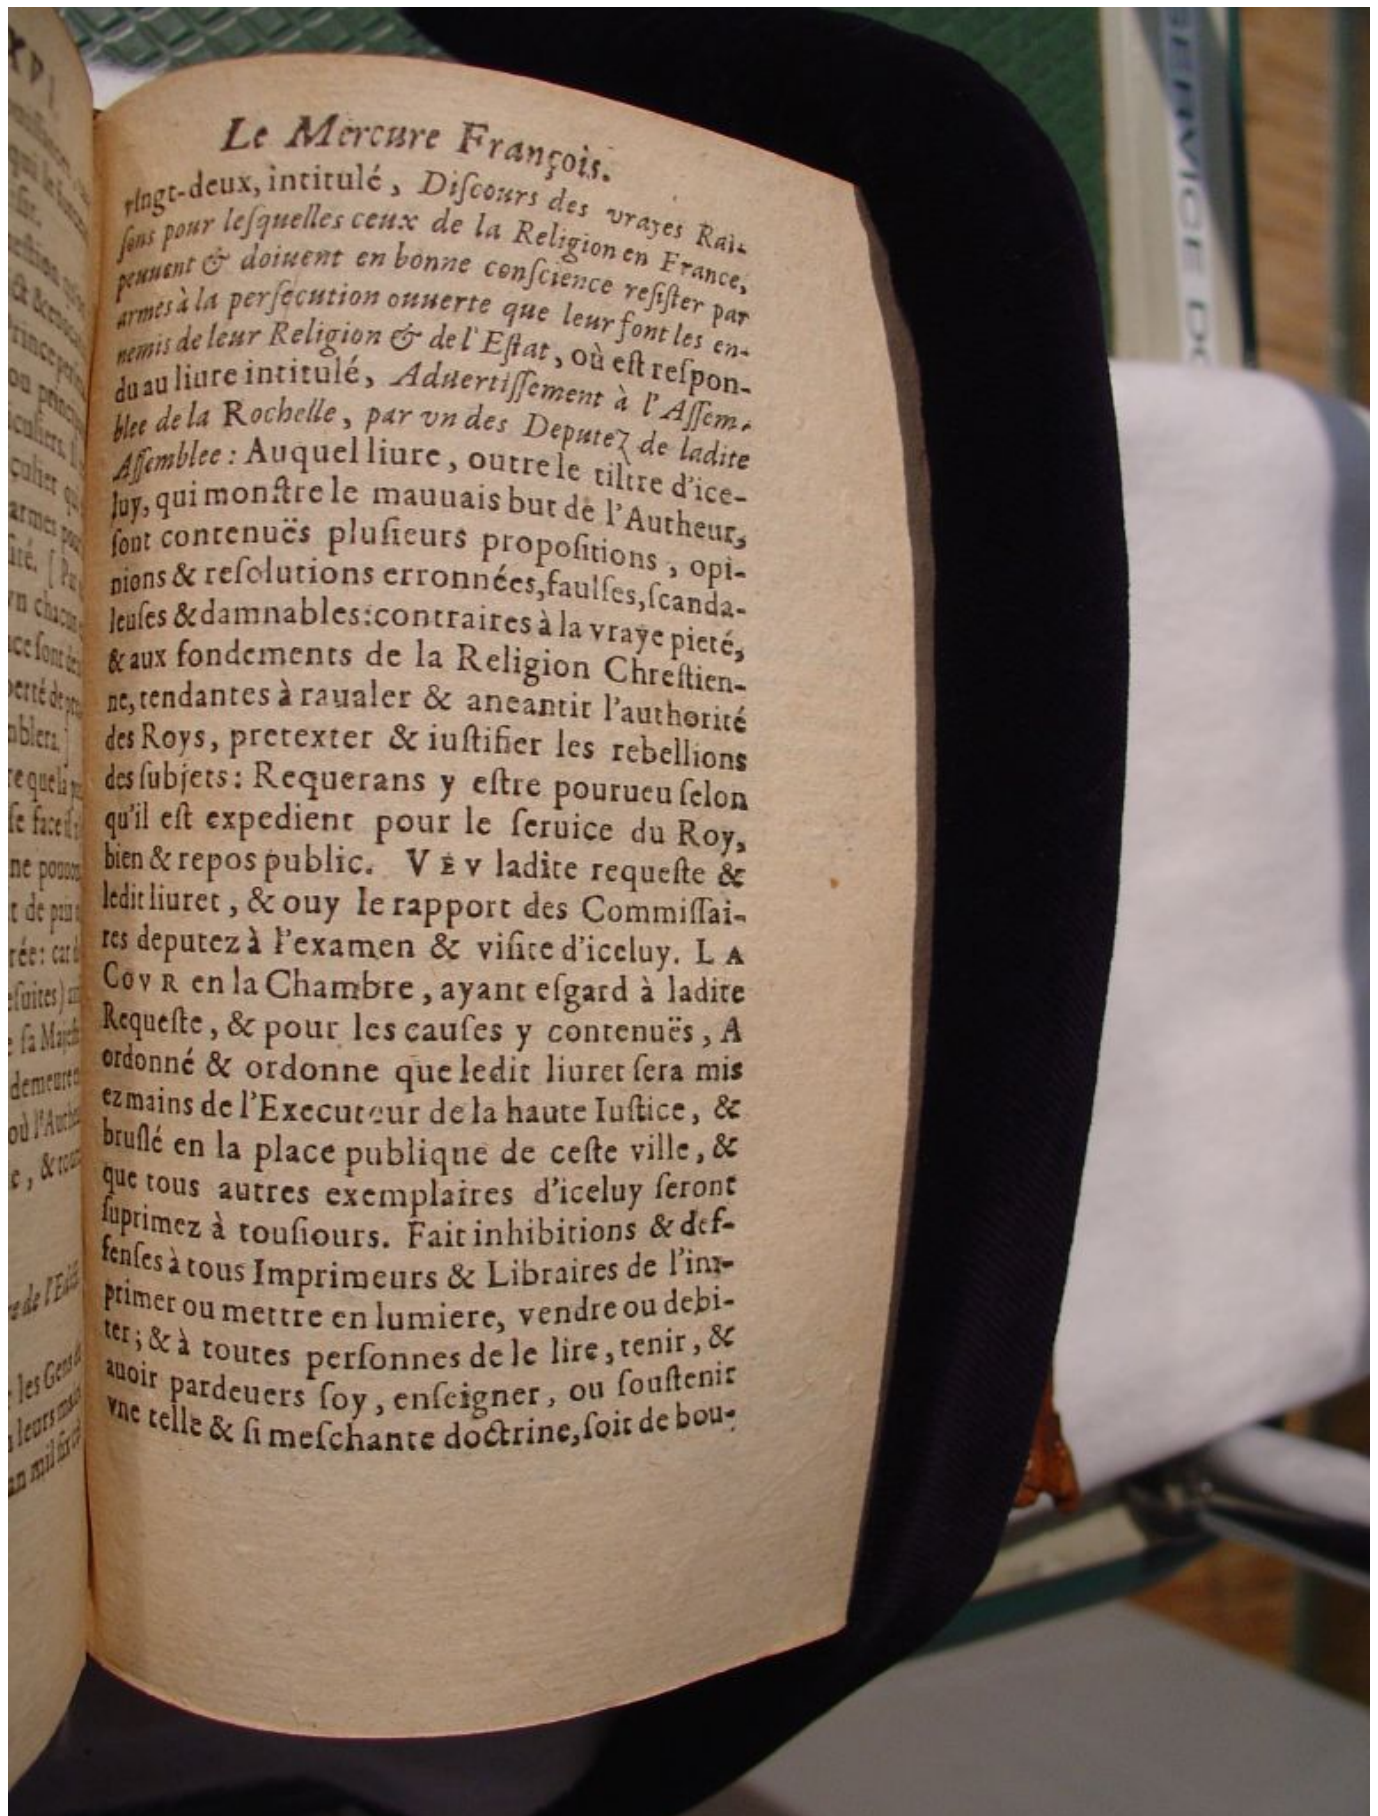 Le Mercure François.
vingt-deux, intitulé, Diſcours des vrayes Rai-
ſons pour leſquelles ceux de la Religion en France,
peuuent & doiuent en bonne conſcience reſiſter par
armes à la perſecution ouuerte que leur font les en-
nemis de leur Religion & de l'Eſtat, où eſt reſpon-
du au liure intitulé, Aduertiſſement à l'Aſſem-
blee de la Rochelle, par vn des Deputez de ladite
Aſſemblee: Auquel liure, outre le tiltre d'ice-
luy, qui monſtre le mauuais but de l'Autheur,
ſont contenuës pluſieurs propoſitions, opi-
nions & reſolutions erronnées, faulſes, ſcanda-
leuſes & damnables: contraires à la vraye pieté,
& aux fondements de la Religion Chreſtien-
ne, tendantes à raualer & aneantir l'authorité
des Roys, pretexter & iuſtifier les rebellions
des ſubjets: Requerans y eſtre pourueu ſelon
qu'il eſt expedient pour le ſeruice du Roy,
bien & repos public. VEV ladite requeſte &
ledit liuret, & ouy le rapport des Commiſſai-
res deputez à l'examen & viſite d'iceluy. LA
COVR en la Chambre, ayant eſgard à ladite
Requeſte, & pour les cauſes y contenuës, A
ordonné & ordonne que ledit liuret ſera mis
ez mains de l'Executeur de la haute Iuſtice, &
bruſlé en la place publique de ceſte ville, &
que tous autres exemplaires d'iceluy ſeront
ſuprimez à touſiours. Fait inhibitions & def-
fenſes à tous Imprimeurs & Libraires de l'im-
primer ou mettre en lumiere, vendre ou debi-
ter; & à toutes perſonnes de le lire, tenir, &
auoir pardeuers ſoy, enſeigner, ou ſouſtenir
vne telle & ſi meſchante doctrine, ſoit de bou-
SERVICE